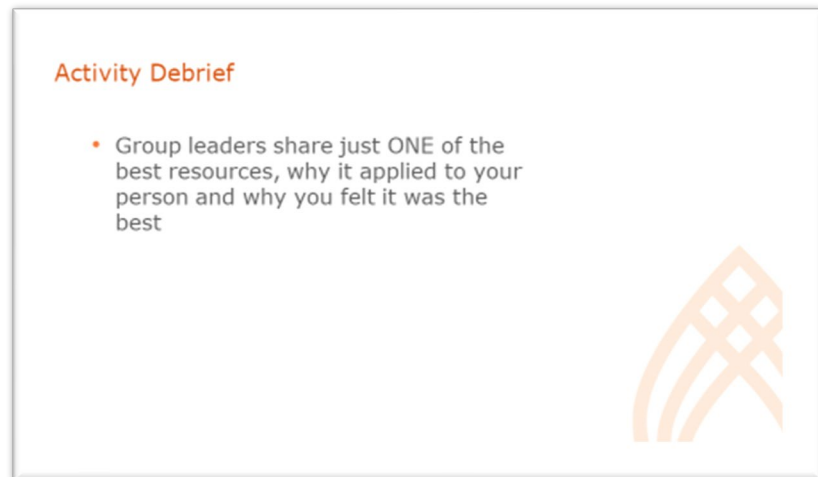 Activity Debrief
• Group leaders share just ONE of the
best resources, why it applied to your
person and why you felt it was the
best